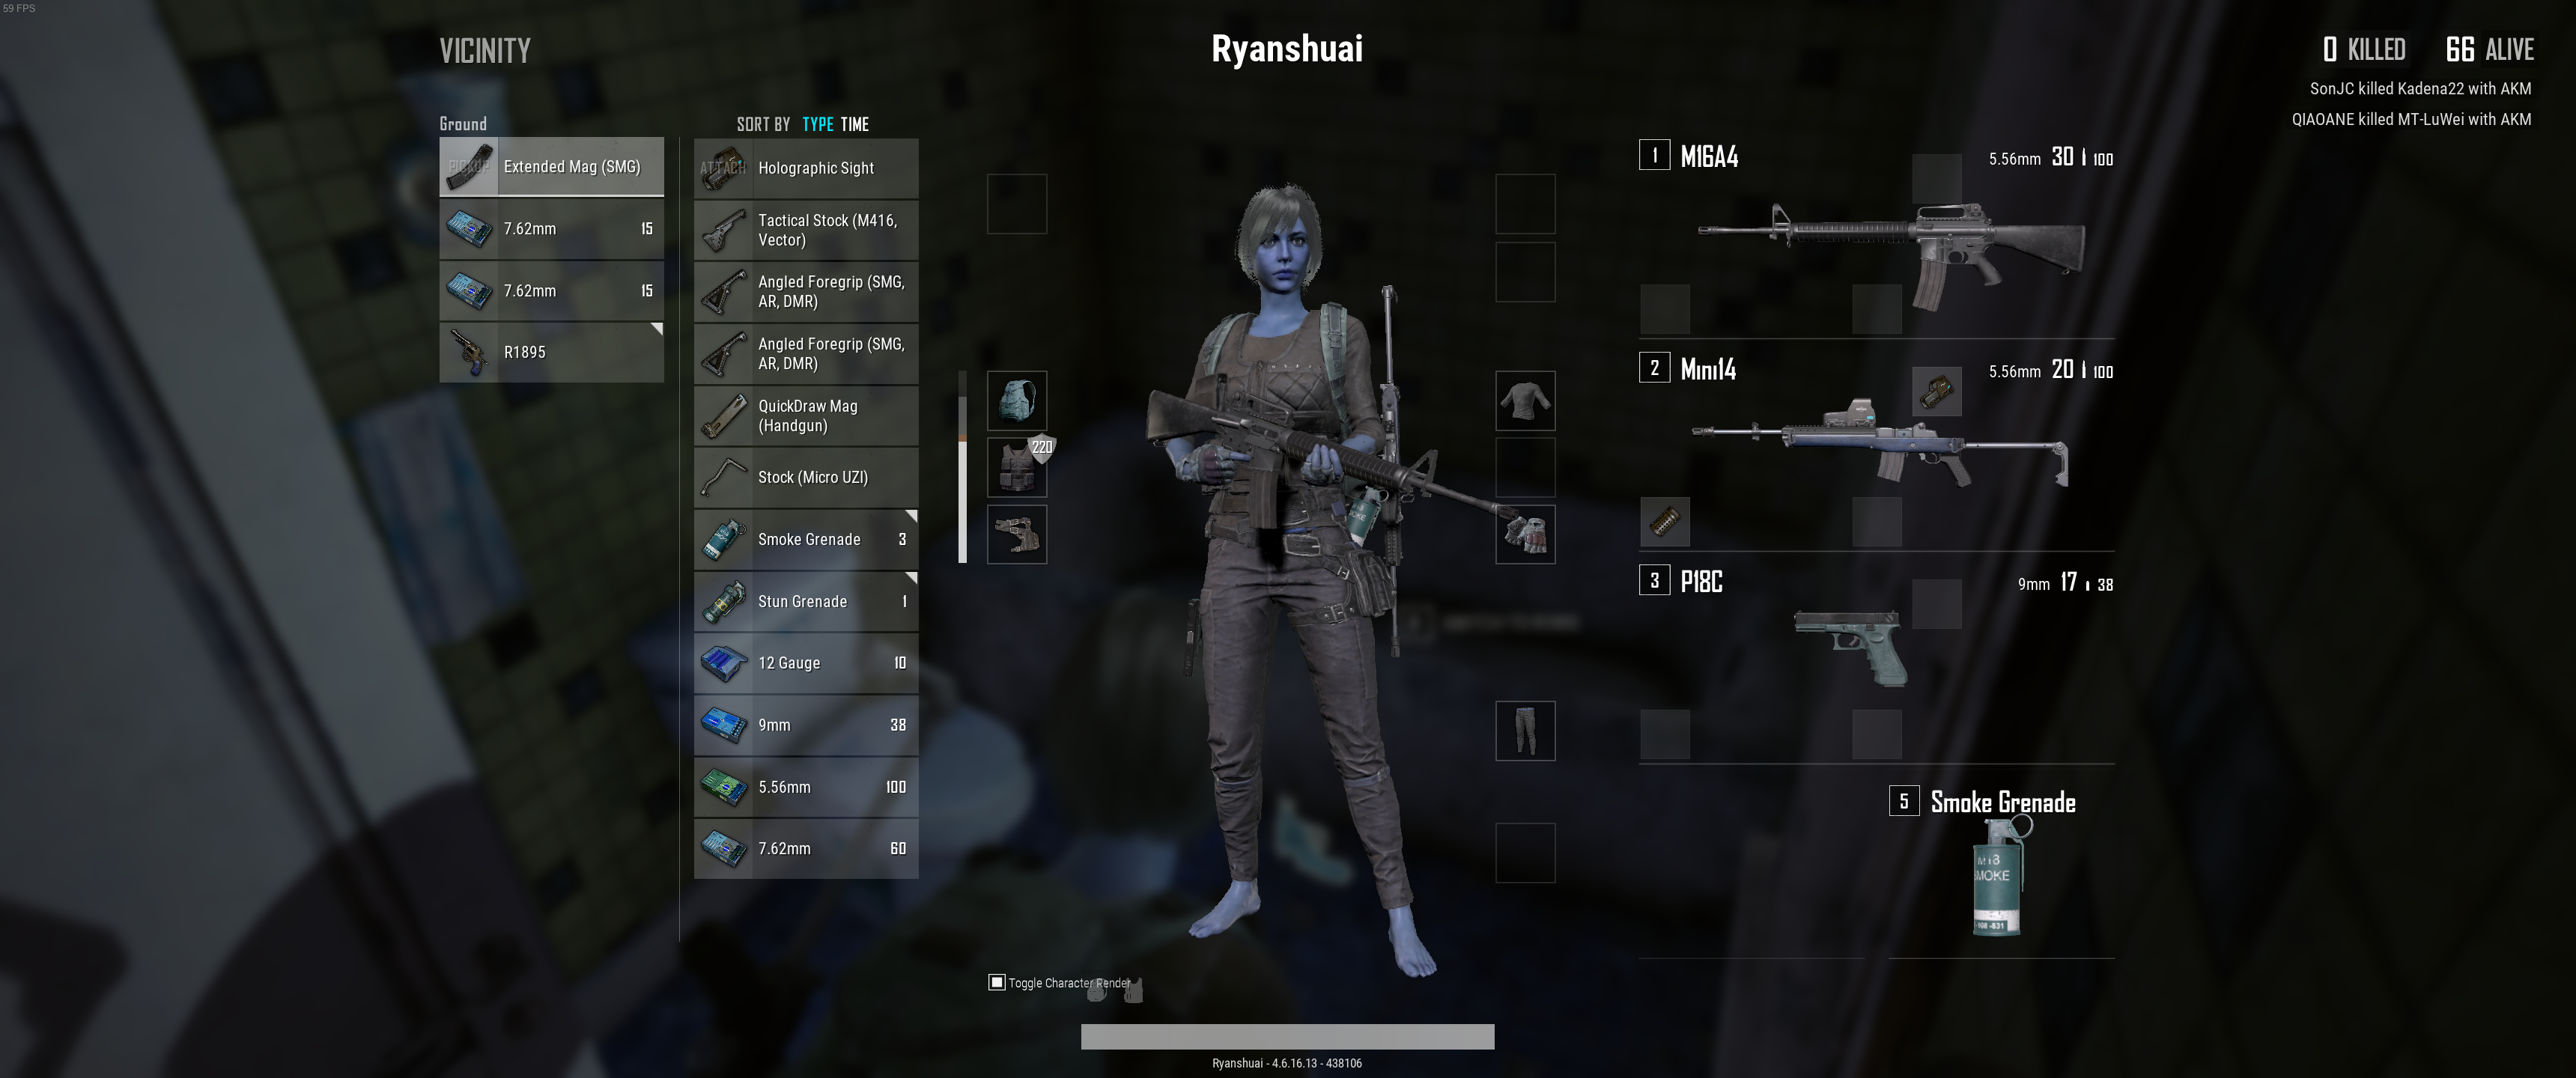 59 FPS
VICINITY
Ryanshuai
0 KILLED 66 ALIVE
SonJC killed Kadena22 with AKM
QIAOANE killed MT-LuWei with AKM
Ground
PICKUP
Extended Mag (SMG)
7.62mm 15
7.62mm 15
R1895
SORT BY TYPE TIME
ATTACH
Holographic Sight
Tactical Stock (M416,
Vector)
Angled Foregrip (SMG,
AR, DMR)
Angled Foregrip (SMG,
AR, DMR)
QuickDraw Mag
(Handgun)
Stock (Micro UZI)
Smoke Grenade 3
Stun Grenade 1
12 Gauge 10
9mm 38
5.56mm 100
7.62mm 60
220
1 M16A4 5.56mm 30 100
2 Mini14 5.56mm 20 100
3 P18C 9mm 17 38
5 Smoke Grenade
M18
SMOKE
Toggle Character Render
Ryanshuai - 4.6.16.13 - 438106